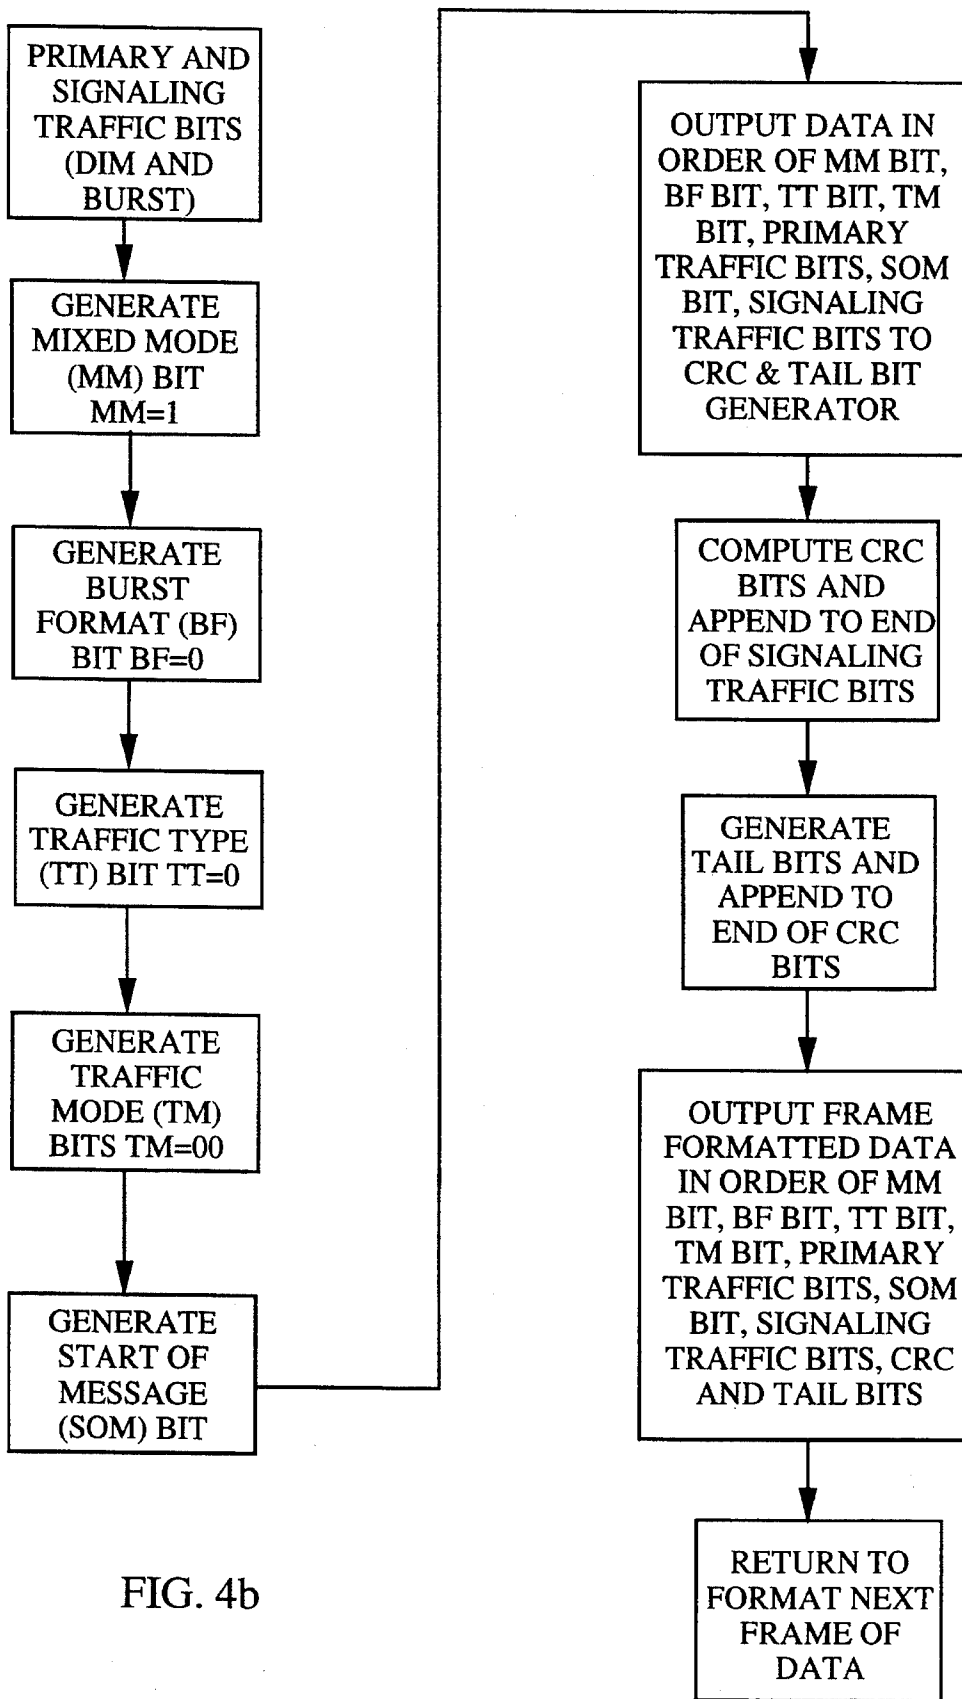 PRIMARY AND
SIGNALING
TRAFFIC BITS
(DIM AND
BURST)
GENERATE
MIXED MODE
(MM) BIT
MM=1
GENERATE
BURST
FORMAT (BF)
BIT BF=0
GENERATE
TRAFFIC TYPE
(TT) BIT TT=0
GENERATE
TRAFFIC
MODE (TM)
BITS TM=00
GENERATE
START OF
MESSAGE
(SOM) BIT
OUTPUT DATA IN
ORDER OF MM BIT,
BF BIT, TT BIT, TM
BIT, PRIMARY
TRAFFIC BITS, SOM
BIT, SIGNALING
TRAFFIC BITS TO
CRC & TAIL BIT
GENERATOR
COMPUTE CRC
BITS AND
APPEND TO END
OF SIGNALING
TRAFFIC BITS
GENERATE
TAIL BITS AND
APPEND TO
END OF CRC
BITS
OUTPUT FRAME
FORMATTED DATA
IN ORDER OF MM
BIT, BF BIT, TT BIT,
TM BIT, PRIMARY
TRAFFIC BITS, SOM
BIT, SIGNALING
TRAFFIC BITS, CRC
AND TAIL BITS
RETURN TO
FORMAT NEXT
FRAME OF
DATA
FIG. 4b